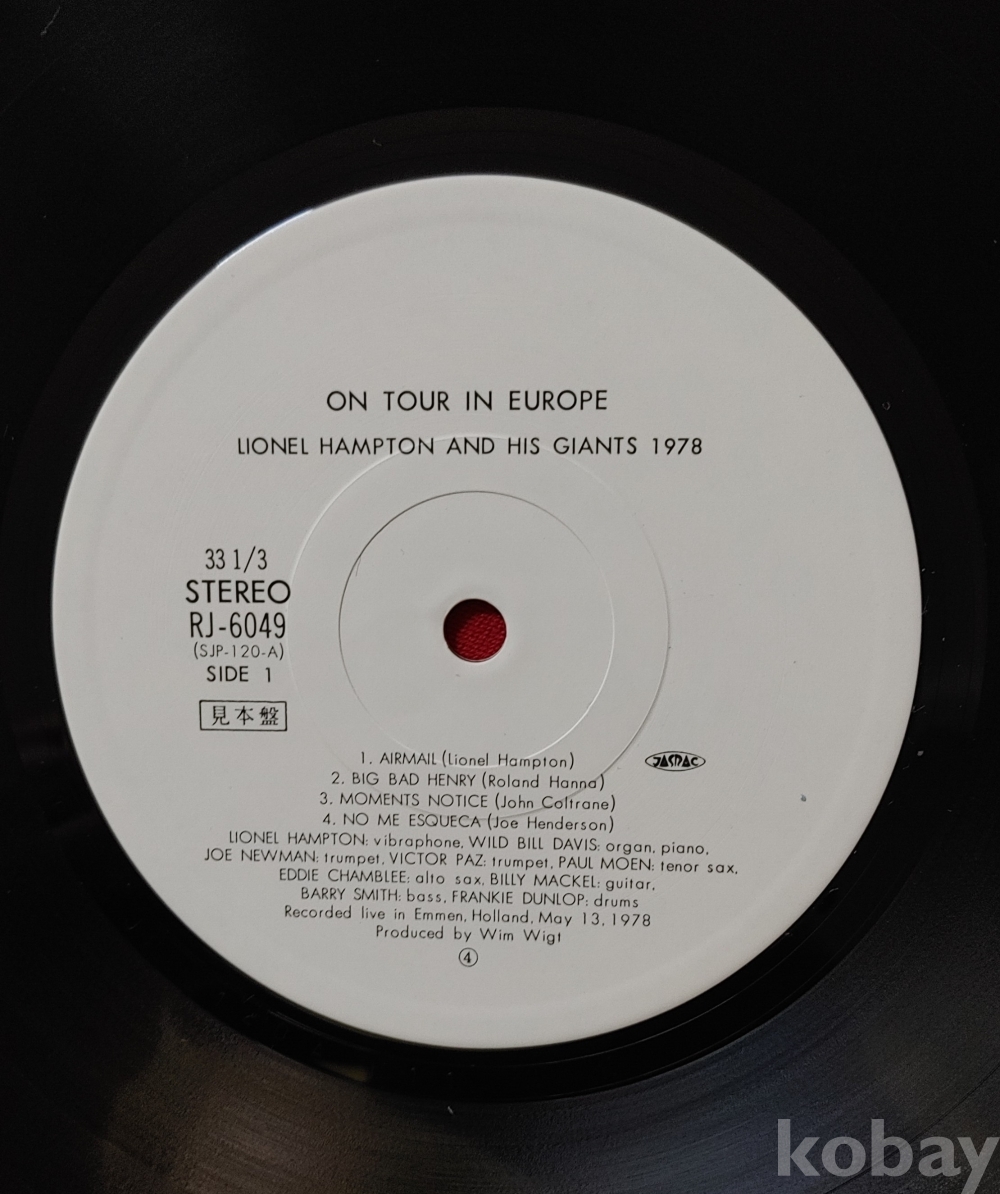 ON TOUR IN EUROPE
LIONEL HAMPTON AND HIS GIANTS 1978
33 1/3
STEREO
RJ-6049
(SJP-120-A)
SIDE 1
見本盤
1. AIRMAIL (Lionel Hampton)
JASRAC
2. BIG BAD HENRY (Roland Hanna)
3. MOMENTS NOTICE (John Coltrane)
4. NO ME ESQUECA (Joe Henderson)
LIONEL HAMPTON: vibraphone, WILD BILL DAVIS: organ, piano,
JOE NEWMAN: trumpet, VICTOR PAZ: trumpet, PAUL MOEN: tenor sax,
EDDIE CHAMBLEE: alto sax, BILLY MACKEL: guitar,
BARRY SMITH: bass, FRANKIE DUNLOP: drums
Recorded live in Emmen, Holland, May 13, 1978
Produced by Wim Wigt
④
kobay